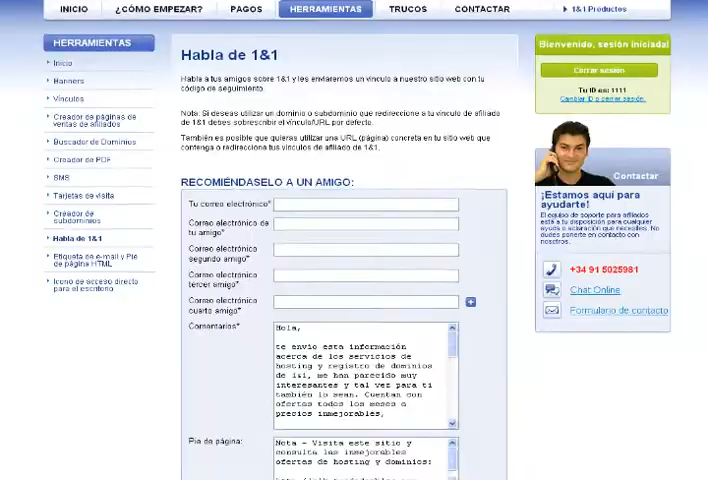 INICIO
¿CÓMO EMPEZAR?
PAGOS
HERRAMIENTAS
TRUCOS
CONTACTAR
1&1 Productos
HERRAMIENTAS
Inicio
Banners
Vínculos
Creador de páginas de
ventas de afiliados
Buscador de Dominios
Creador de PDF
SMS
Tarjetas de visita
Creador de
subdominios
Habla de 1&1
Etiqueta de e-mail y Pie
de página HTML
Icono de acceso directo
para el escritorio
Habla de 1&1
Habla a tus amigos sobre 1&1 y les enviaremos un vínculo a nuestro sitio web con tu
código de seguimiento.
Nota: Si deseas utilizar un dominio o subdominio que redireccione a tu vínculo de afiliado
de 1&1 debes sobrescribir el vínculo/URL por defecto.
También es posible que quieras utilizar una URL (página) concreta en tu sitio web que
contenga o redireccione tus vínculos de afiliado de 1&1.
RECOMIÉNDASELO A UN AMIGO:
Tu correo electrónico*
Correo electrónico de
tu amigo*
Correo electrónico
segundo amigo*
Correo electrónico
tercer amigo*
Correo electrónico
cuarto amigo*
Comentarios*
Hola,
te envío esta información
acerca de los servicios de
hosting y registro de dominios
de 1&1, me han parecido muy
interesantes y tal vez para ti
también lo sean. Cuentan con
ofertas todos los meses a
precios inmejorables,
Pie de página:
Nota - Visita este sitio y
consulta las inmejorables
ofertas de hosting y dominios:
Bienvenido, sesión iniciada!
Cerrar sesión
Tu ID es: 1111
Cambiar ID o cerrar sesión.
Contactar
¡Estamos aquí para
ayudarte!
El equipo de soporte para afiliados
está a tu disposición para cualquier
ayuda o aclaración que necesites. No
dudes ponerte en contacto con
nosotros.
+34 91 5025981
Chat Online
Formulario de contacto